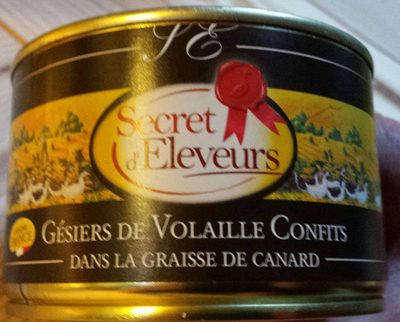 SE
Secret
d'Eleveurs
GÉSIERS DE VOLAILLE CONFITS
DANS LA GRAISSE DE CANARD